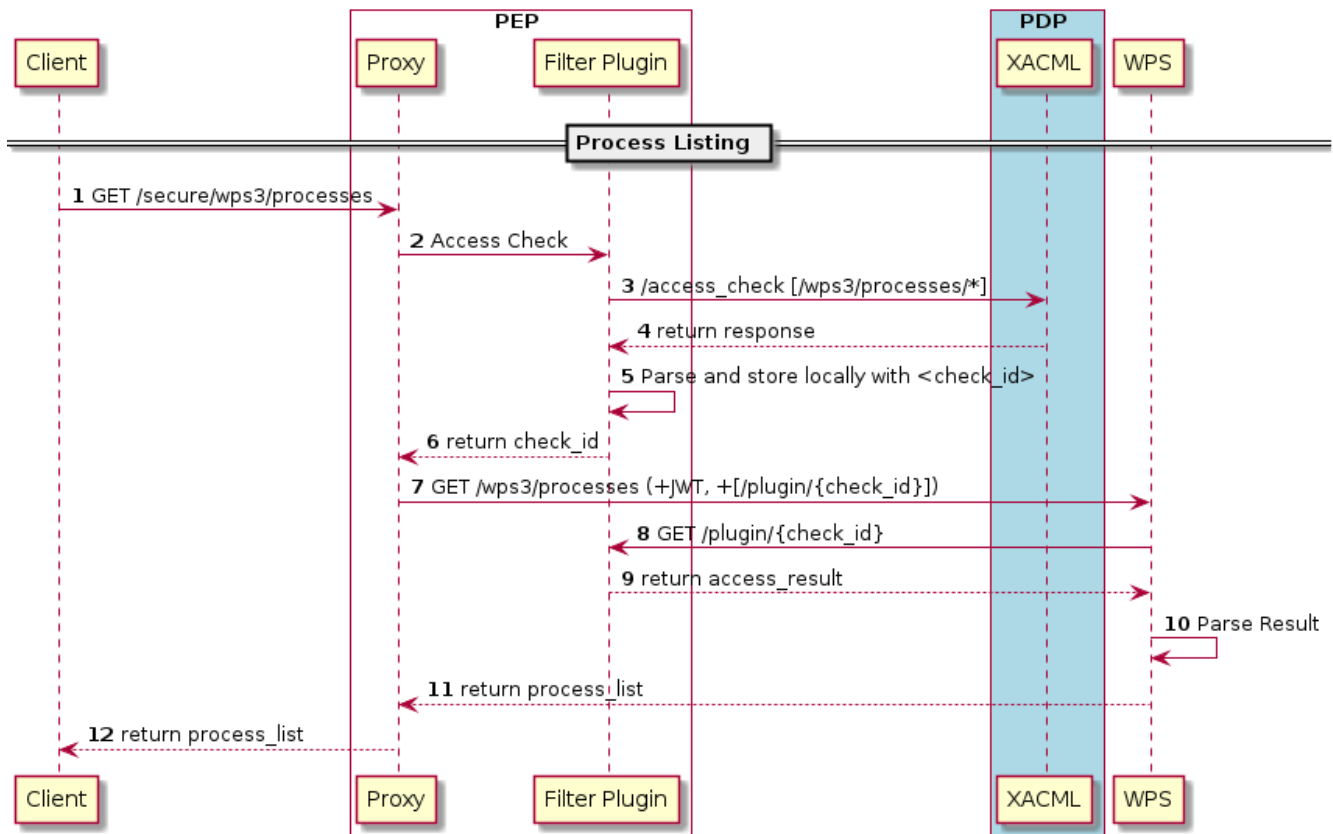 PEP
PDP
Client
Proxy
Filter Plugin
XACML
WPS
Process Listing
1 GET /secure/wps3/processes
2 Access Check
3 /access_check [/wps3/processes/*]
4 return response
5 Parse and store locally with <check_id>
6 return check_id
7 GET /wps3/processes (+JWT, +[/plugin/{check_id}])
8 GET /plugin/{check_id}
9 return access_result
10 Parse Result
11 return process_list
12 return process_list
Client
Proxy
Filter Plugin
XACML
WPS